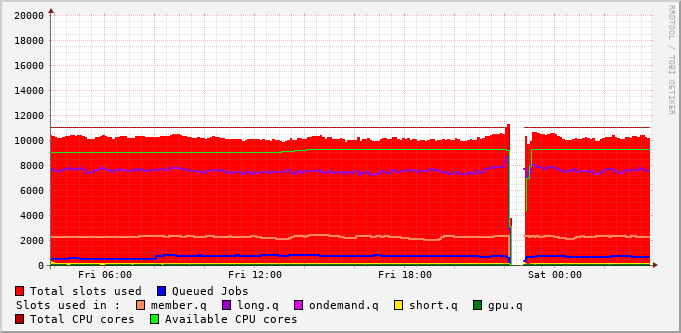 20000
18000
16000
14000
12000
10000
8000
6000
4000
2000
0
Fri 06:00 Fri 12:00 Fri 18:00 Sat 00:00
RRDTOOL / TOBI OETIKER
Total slots used Queued Jobs
Slots used in : member.q long.q ondemand.q short.q gpu.q
Total CPU cores Available CPU cores